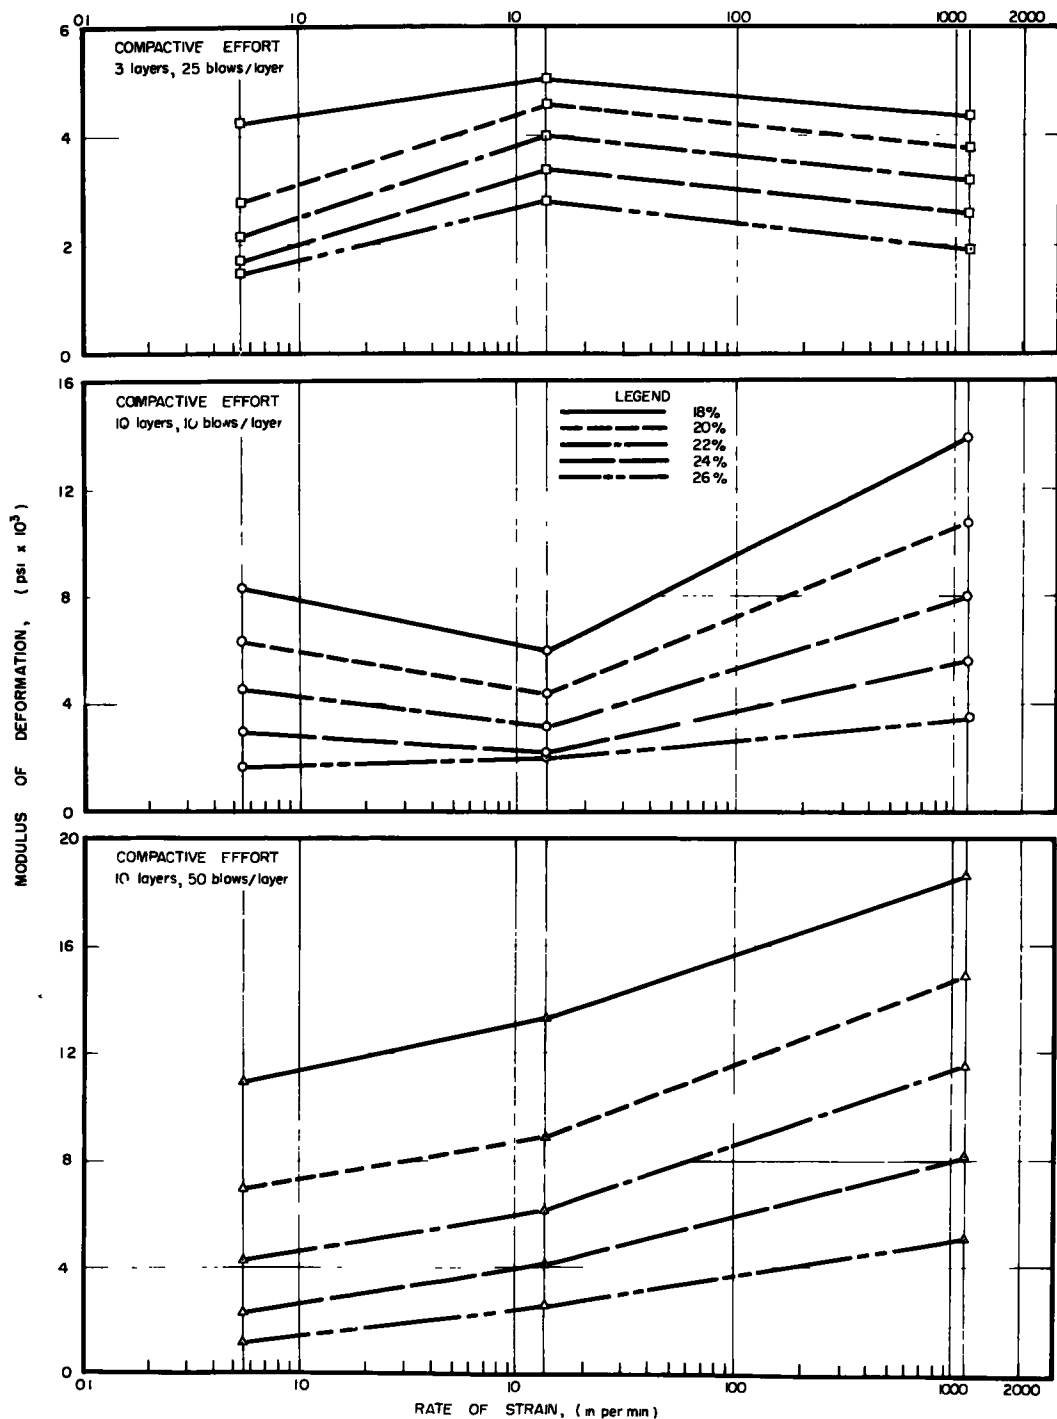 01 10 10 100 1000 2000
6
COMPACTIVE EFFORT
3 layers, 25 blows/layer
4
2
0
16
COMPACTIVE EFFORT
10 layers, 10 blows/layer
LEGEND
18%
20%
22%
24%
26%
12
8
4
0
MODULUS OF DEFORMATION, (psi x 10³)
20
COMPACTIVE EFFORT
10 layers, 50 blows/layer
16
12
8
4
0
01 10 10 100 1000 2000
RATE OF STRAIN, (in per min)